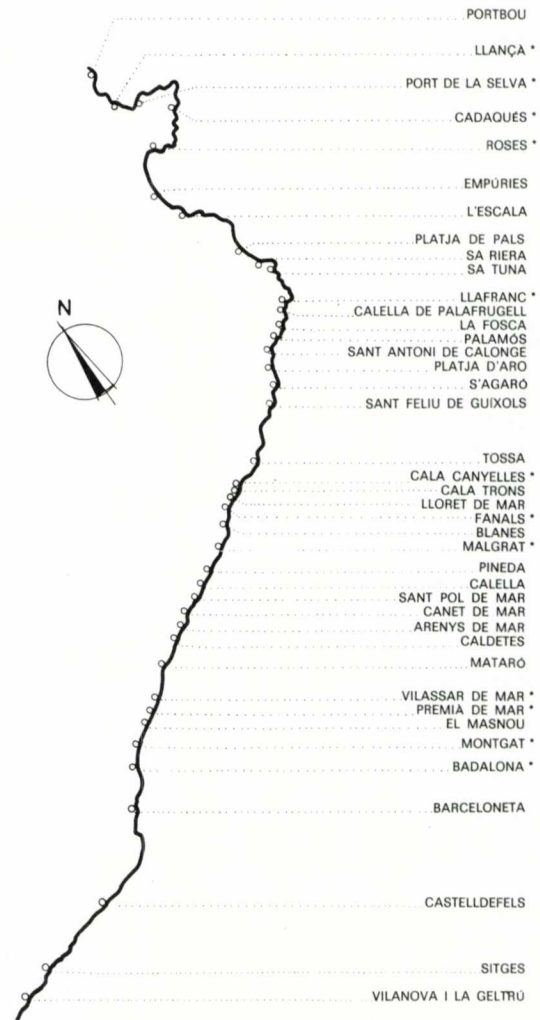 PORTBOU
LLANÇA *
PORT DE LA SELVA *
CADAQUÉS *
ROSES *
EMPÚRIES
L'ESCALA
PLATJA DE PALS
SA RIERA
SA TUNA
LLAFRANC *
CALELLA DE PALAFRUGELL
LA FOSCA
PALAMÓS
SANT ANTONI DE CALONGE
PLATJA D'ARO
S'AGARÓ
SANT FELIU DE GUÍXOLS
N
TOSSA
CALA CANYELLES *
CALA TRONS
LLORET DE MAR
FANALS *
BLANES
MALGRAT *
PINEDA
CALELLA
SANT POL DE MAR
CANET DE MAR
ARENYS DE MAR
CALDETES
MATARÓ
VILASSAR DE MAR *
PREMIA DE MAR *
EL MASNOU
MONTGAT *
BADALONA *
BARCELONETA
CASTELLDEFELS
SITGES
VILANOVA I LA GELTRÚ